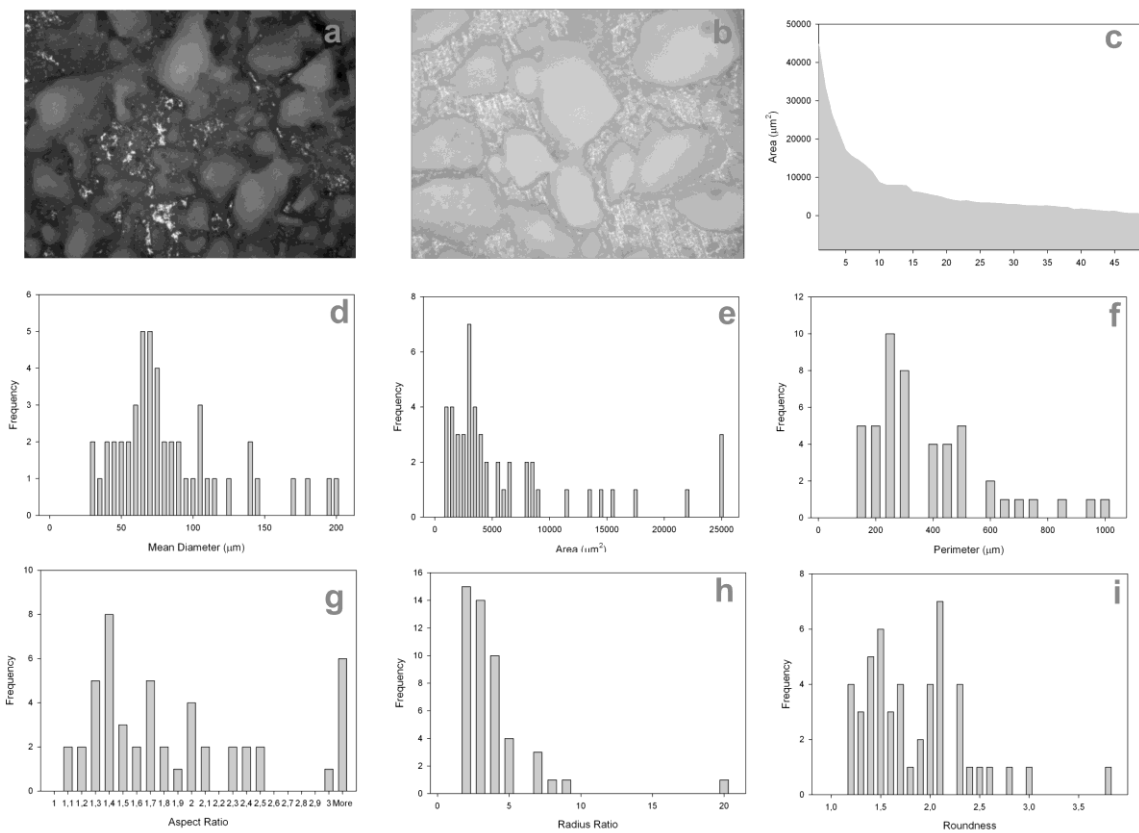 a
b
c
50000
40000
30000
20000
10000
0
Area (μm²)
5 10 15 20 25 30 35 40 45
d
6
5
4
3
2
1
0
Frequency
0 50 100 150 200
Mean Diameter (μm)
e
8
6
4
2
0
Frequency
0 5000 10000 15000 20000 25000
Area (μm²)
f
12
10
8
6
4
2
0
Frequency
0 200 400 600 800 1000
Perimeter (μm)
g
10
8
6
4
2
0
Frequency
1 1,1 1,2 1,3 1,4 1,5 1,6 1,7 1,8 1,9 2 2,1 2,2 2,3 2,4 2,5 2,6 2,7 2,8 2,9 3 More
Aspect Ratio
h
16
14
12
10
8
6
4
2
0
Frequency
5 10 15 20
Radius Ratio
i
8
6
4
2
0
Frequency
1,0 1,5 2,0 2,5 3,0 3,5
Roundness